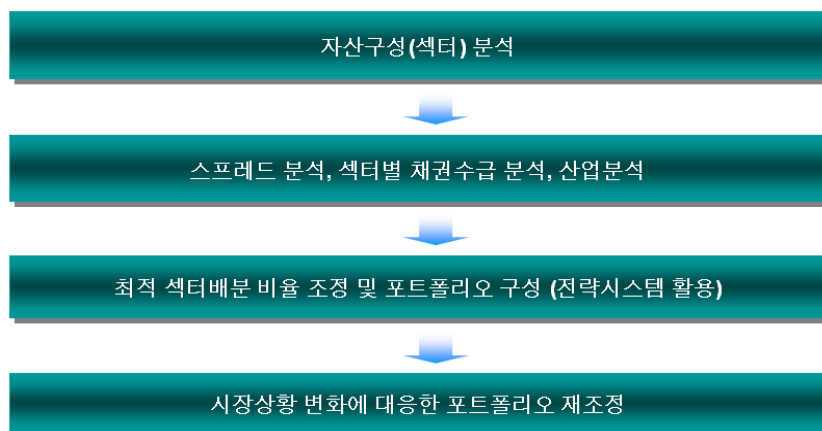 자산구성(섹터) 분석
스프레드 분석, 섹터별 채권수급 분석, 산업분석
최적 섹터배분 비율 조정 및 포트폴리오 구성 (전략시스템 활용)
시장상황 변화에 대응한 포트폴리오 재조정